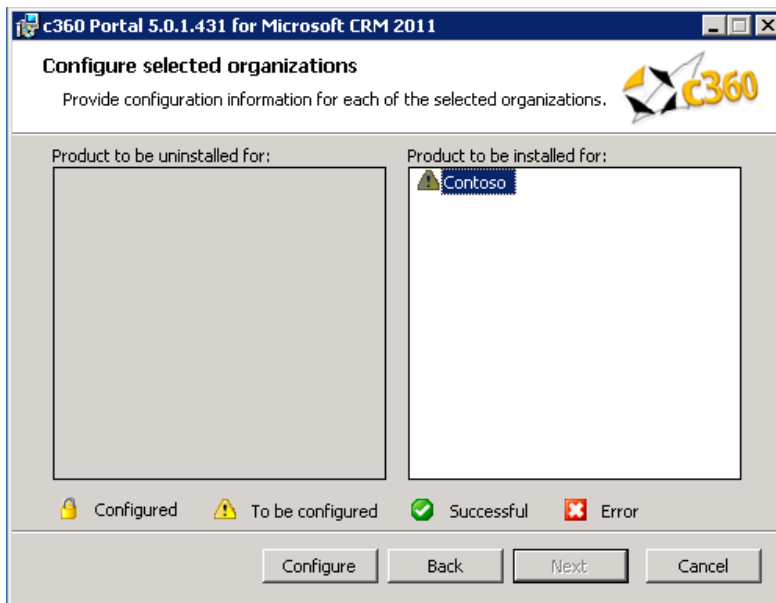 c360 Portal 5.0.1.431 for Microsoft CRM 2011
Configure selected organizations
Provide configuration information for each of the selected organizations.
c360
Product to be uninstalled for:
Product to be installed for:
Contoso
Configured
To be configured
Successful
Error
Configure
Back
Next
Cancel